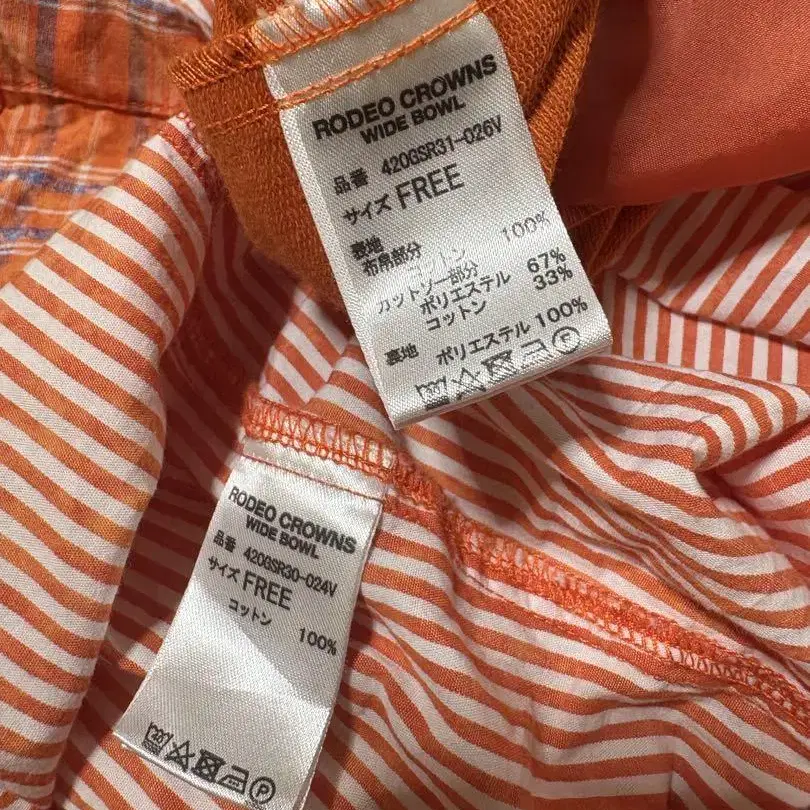 RODEO CROWNS
WIDE BOWL
品番 420GSR31-026V
サイズ FREE
表地
布帛部分
コットン 100%
カットソー部分
ポリエステル 67%
コットン 33%
裏地 ポリエステル 100%
RODEO CROWNS
WIDE BOWL
品番 420GSR30-024V
サイズ FREE
コットン 100%